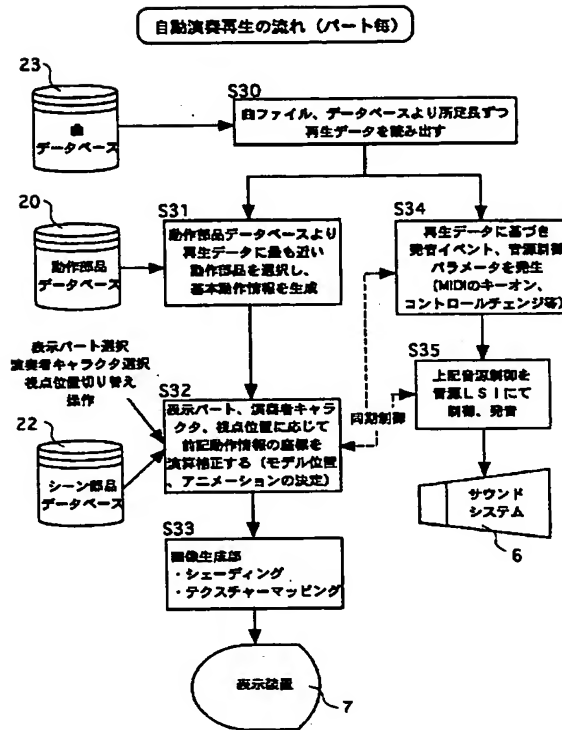 自動演奏再生の流れ（パート毎）
23
曲
データベース
S30
曲ファイル、データベースより所定長ずつ
再生データを読み出す
20
動作部品
データベース
S31
動作部品データベースより
再生データに最も近い
動作部品を選択し、
基本動作情報を生成
S34
再生データに基づき
発音イベント、音源制御
パラメータを発生
(MIDIのキーオン、
コントロールチェンジ等)
表示パート選択
演奏者キャラクタ選択
視点位置切り替え
操作
22
シーン部品
データベース
S32
表示パート、演奏者キャラ
クタ、視点位置に応じて
前記動作情報の座標を
演算補正する（モデル位置
、アニメーションの決定）
同期制御
S35
上記音源制御を
音源ＬＳＩにて
制御、発音
サウンド
システム
6
S33
画像生成部
・シェーディング
・テクスチャーマッピング
表示装置
7